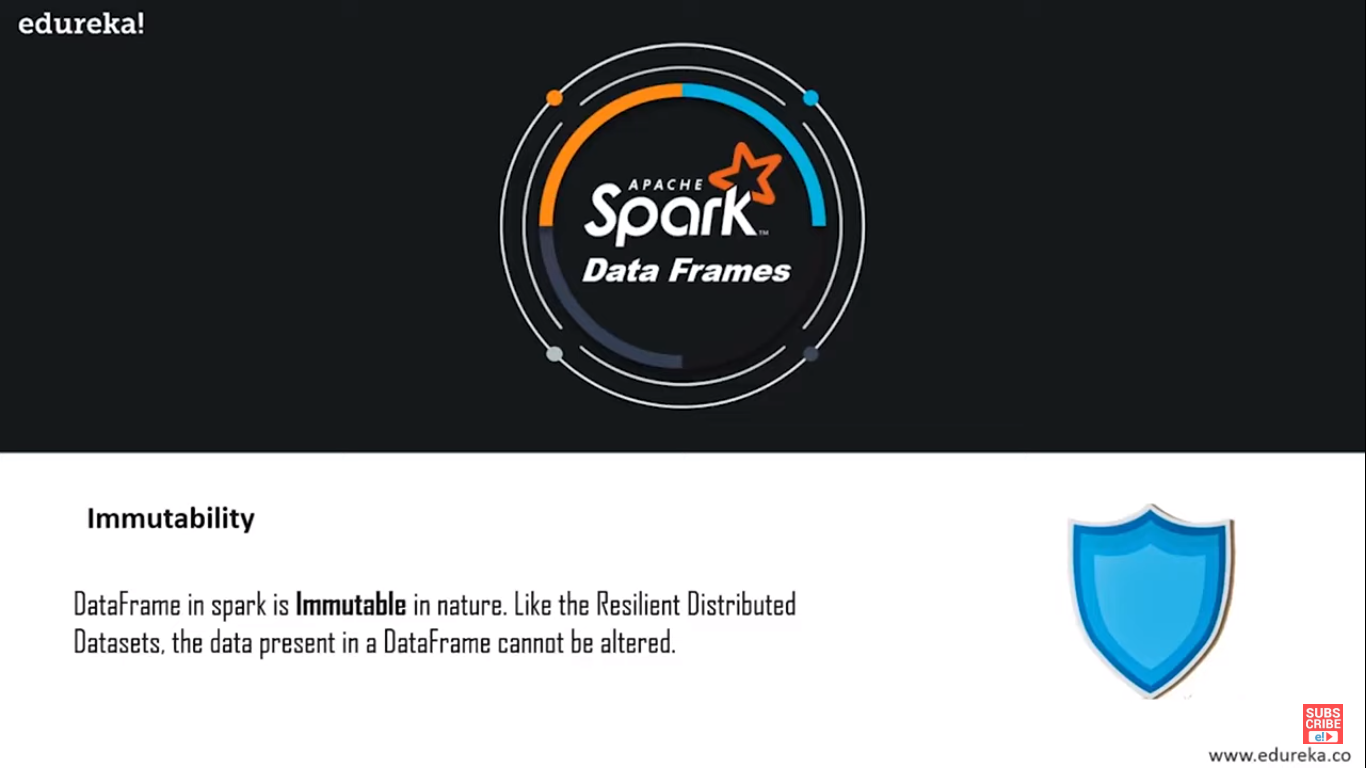 edureka!
APACHE
Spark™
Data Frames
Immutability
DataFrame in spark is Immutable in nature. Like the Resilient Distributed
Datasets, the data present in a DataFrame cannot be altered.
SUBS
CRIBE
e!
www.edureka.co